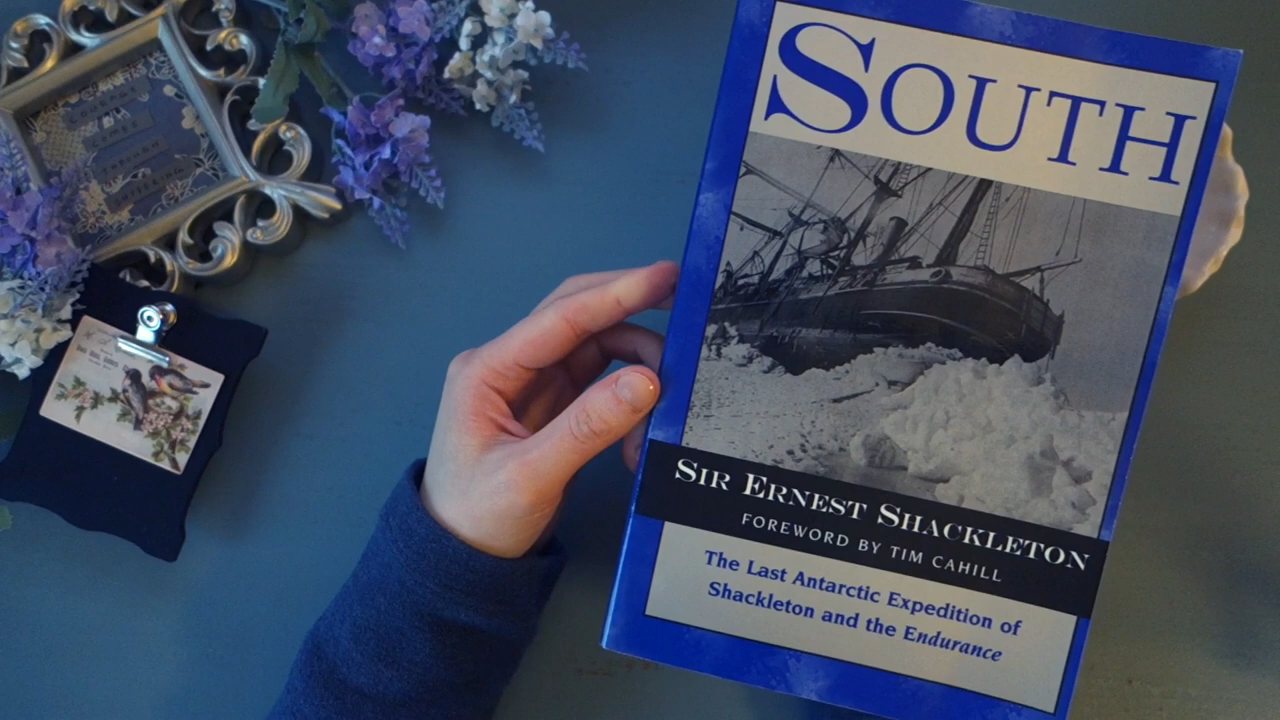 SOUTH
SIR ERNEST SHACKLETON
FOREWORD BY TIM CAHILL
The Last Antarctic Expedition of
Shackleton and the Endurance